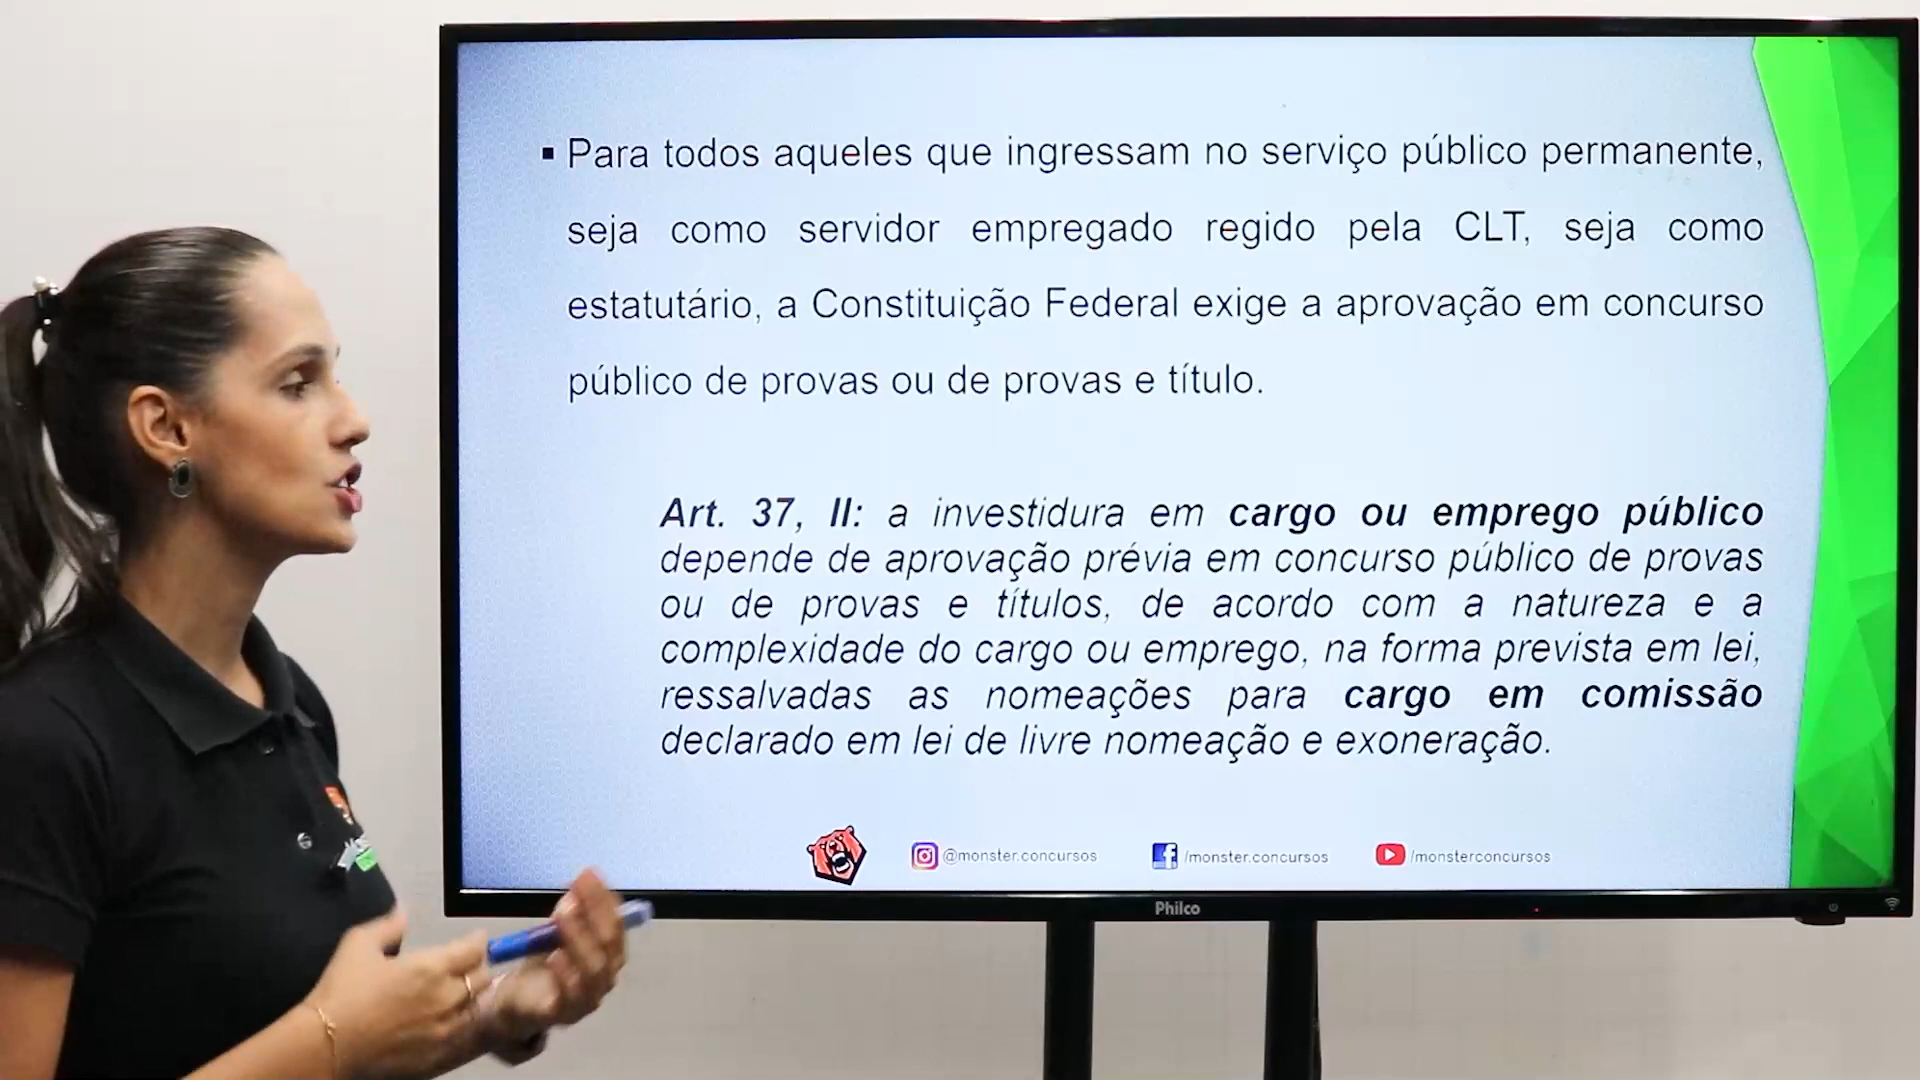 ▪ Para todos aqueles que ingressam no serviço público permanente,
seja como servidor empregado regido pela CLT, seja como
estatutário, a Constituição Federal exige a aprovação em concurso
público de provas ou de provas e título.
Art. 37, II: a investidura em cargo ou emprego público
depende de aprovação prévia em concurso público de provas
ou de provas e títulos, de acordo com a natureza e a
complexidade do cargo ou emprego, na forma prevista em lei,
ressalvadas as nomeações para cargo em comissão
declarado em lei de livre nomeação e exoneração.
@monster.concursos /monster.concursos /monsterconcursos
Philco